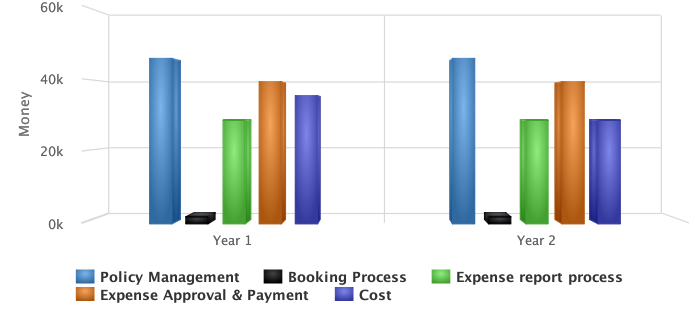 60k
40k
20k
0k
Money
Year 1
Year 2
Policy Management
Booking Process
Expense report process
Expense Approval & Payment
Cost